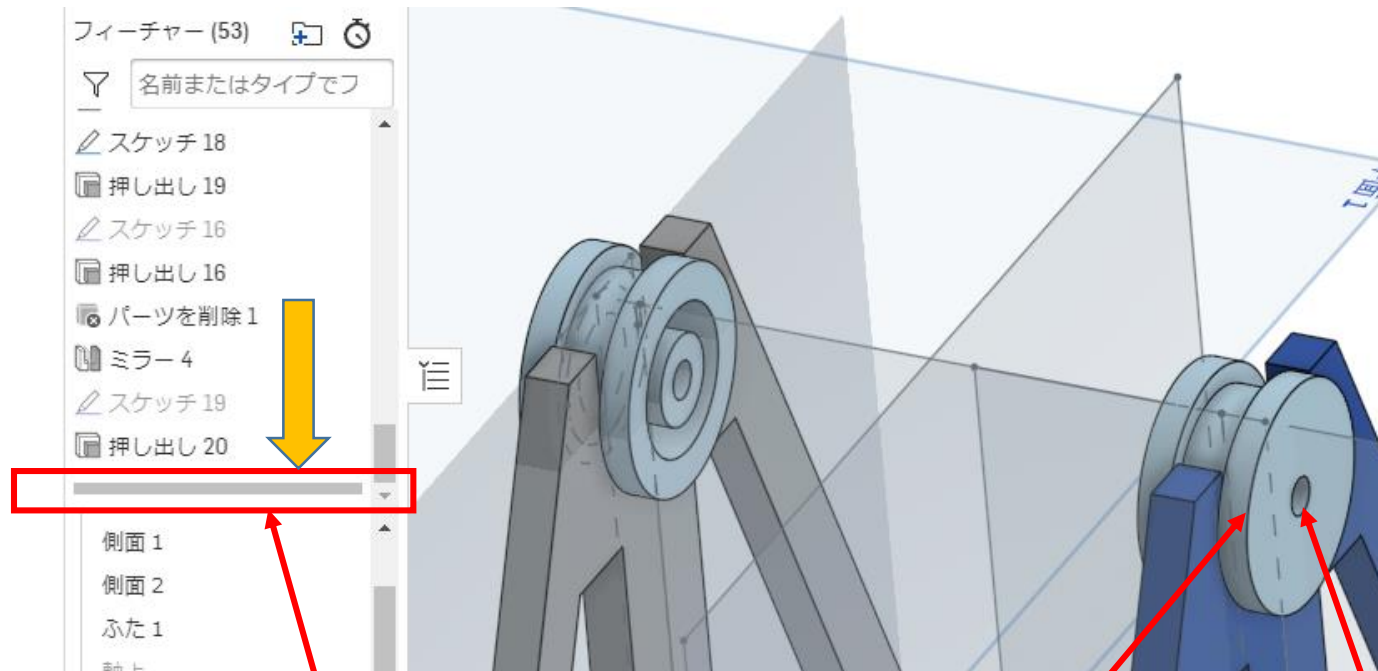 フィーチャー (53)
名前またはタイプでフ
スケッチ 18
押し出し 19
スケッチ 16
押し出し 16
パーツを削除 1
ミラー 4
スケッチ 19
押し出し 20
側面 1
側面 2
ふた 1